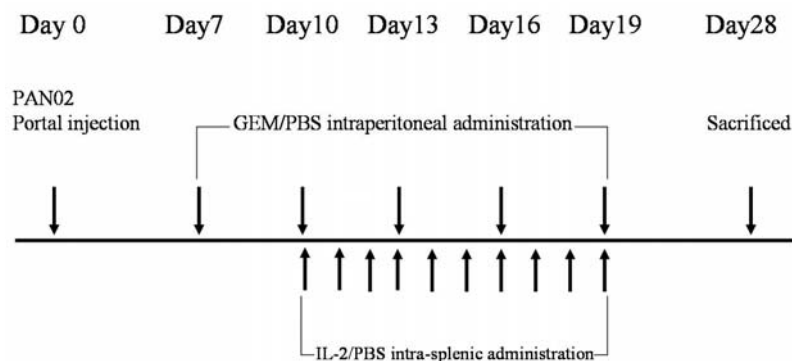 Day 0 Day7 Day10 Day13 Day16 Day19 Day28
PAN02
Portal injection GEM/PBS intraperitoneal administration Sacrificed
IL-2/PBS intra-splenic administration